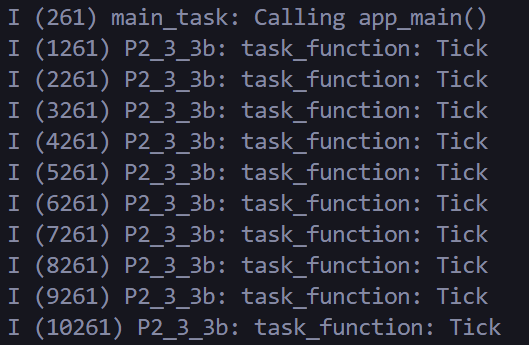 I (261) main_task: Calling app_main()
I (1261) P2_3_3b: task_function: Tick
I (2261) P2_3_3b: task_function: Tick
I (3261) P2_3_3b: task_function: Tick
I (4261) P2_3_3b: task_function: Tick
I (5261) P2_3_3b: task_function: Tick
I (6261) P2_3_3b: task_function: Tick
I (7261) P2_3_3b: task_function: Tick
I (8261) P2_3_3b: task_function: Tick
I (9261) P2_3_3b: task_function: Tick
I (10261) P2_3_3b: task_function: Tick